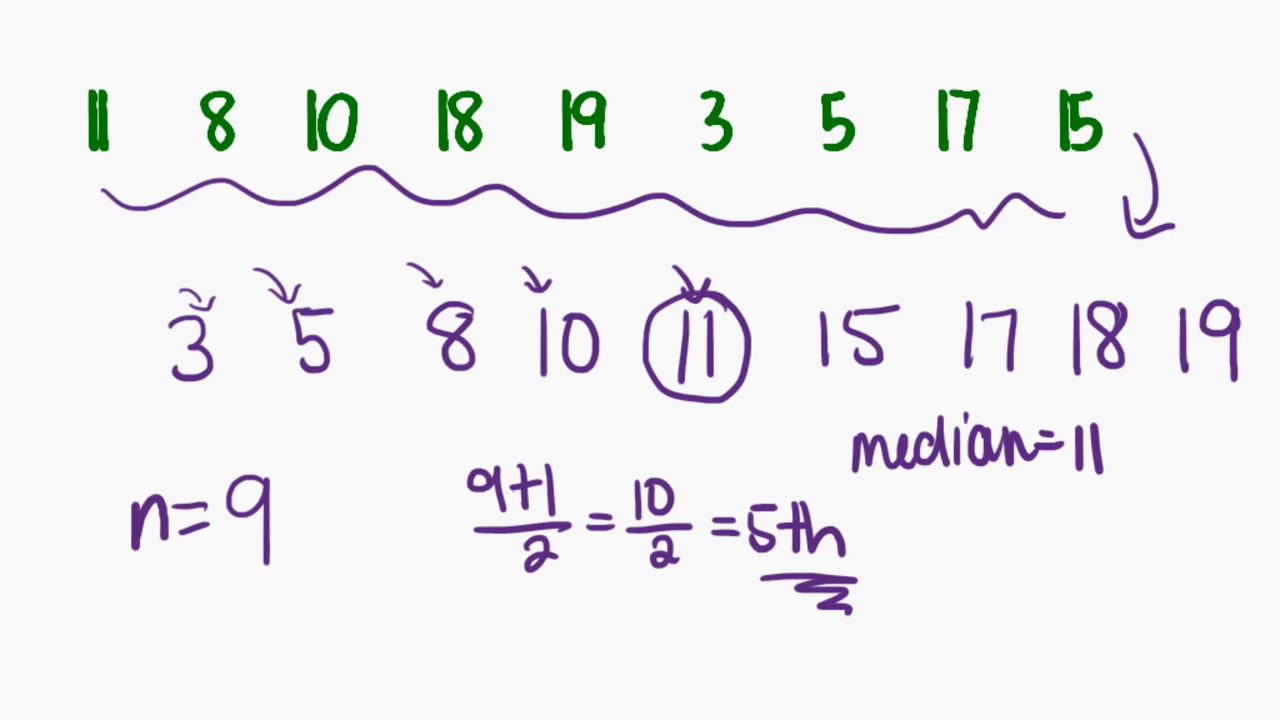 11 8 10 18 19 3 5 17 15
3 5 8 10 11 15 17 18 19
median=11
n=9
9+1/2 = 10/2 = 5th